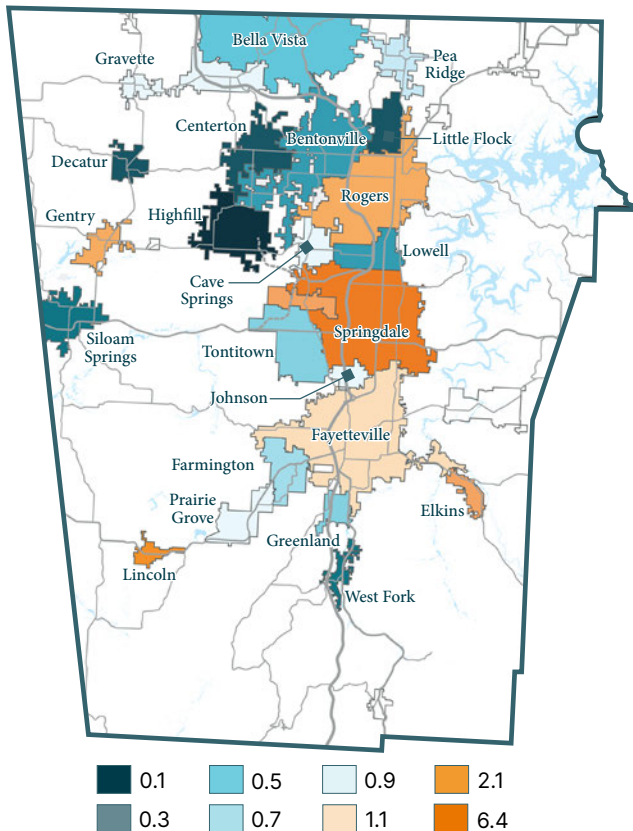 Bella Vista
Gravette
Pea
Ridge
Centerton
Bentonville
Little Flock
Decatur
Rogers
Gentry
Highfill
Lowell
Cave
Springs
Siloam
Springs
Springdale
Tontitown
Johnson
Fayetteville
Farmington
Prairie
Grove
Elkins
Greenland
Lincoln
West Fork
0.1
0.5
0.9
2.1
0.3
0.7
1.1
6.4